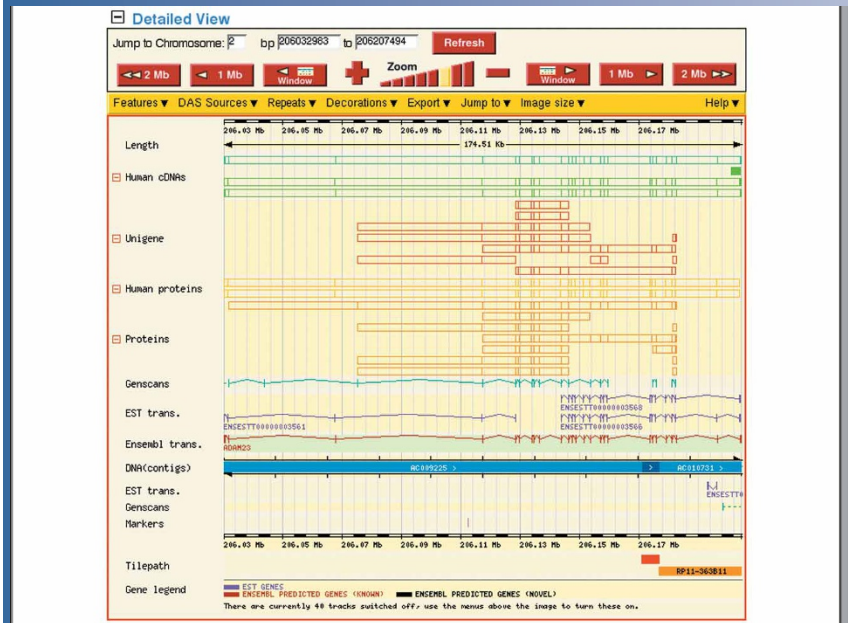 Detailed View
Jump to Chromosome: 2 bp 206032983 to 206207494 Refresh
2 Mb 1 Mb Window Zoom Window 1 Mb 2 Mb
Features DAS Sources Repeats Decorations Export Jump to Image size Help
206.03 Mb 206.05 Mb 206.07 Mb 206.09 Mb 206.11 Mb 206.13 Mb 206.15 Mb 206.17 Mb
Length 174.51 Kb
Human cDNAs
Unigene
Human proteins
Proteins
Genscans
ENSESTT00000003568
EST trans.
ENSESTT00000003561 ENSESTT00000003566
Ensembl trans.
ADAM23
DNA(contigs) AC009225 > > AC010731 >
EST trans.
ENSESTT0
Genscans
Markers
206.03 Mb 206.05 Mb 206.07 Mb 206.09 Mb 206.11 Mb 206.13 Mb 206.15 Mb 206.17 Mb
Tilepath
RP11-363B11
Gene legend EST GENES
ENSEMBL PREDICTED GENES (KNOWN) ENSEMBL PREDICTED GENES (NOVEL)
There are currently 40 tracks switched off, use the menus above the image to turn these on.